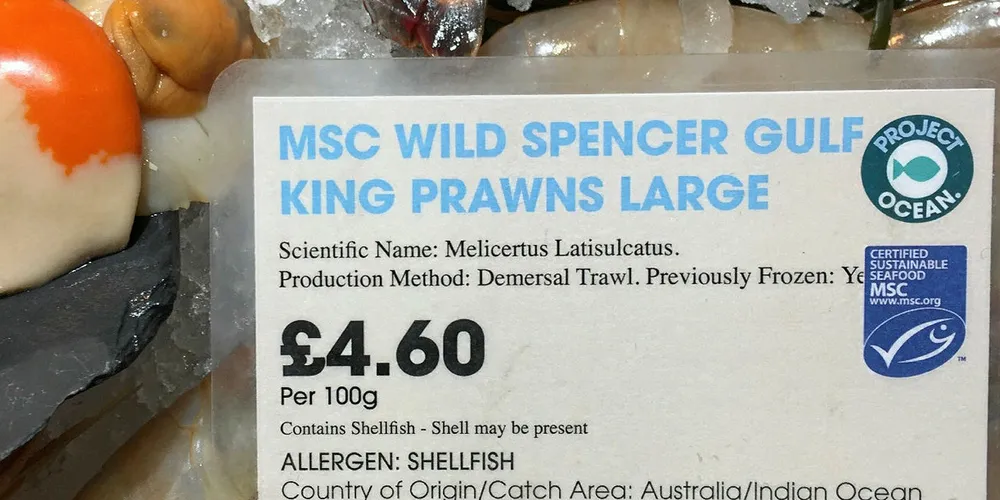 MSC WILD SPENCER GULF
KING PRAWNS LARGE
PROJECT
OCEAN.
Scientific Name: Melicertus Latisulcatus.
Production Method: Demersal Trawl. Previously Frozen: Ye
CERTIFIED
SUSTAINABLE
SEAFOOD
MSC
www.msc.org
TM
£4.60
Per 100g
Contains Shellfish - Shell may be present
ALLERGEN: SHELLFISH
Country of Origin/Catch Area: Australia/Indian Ocean